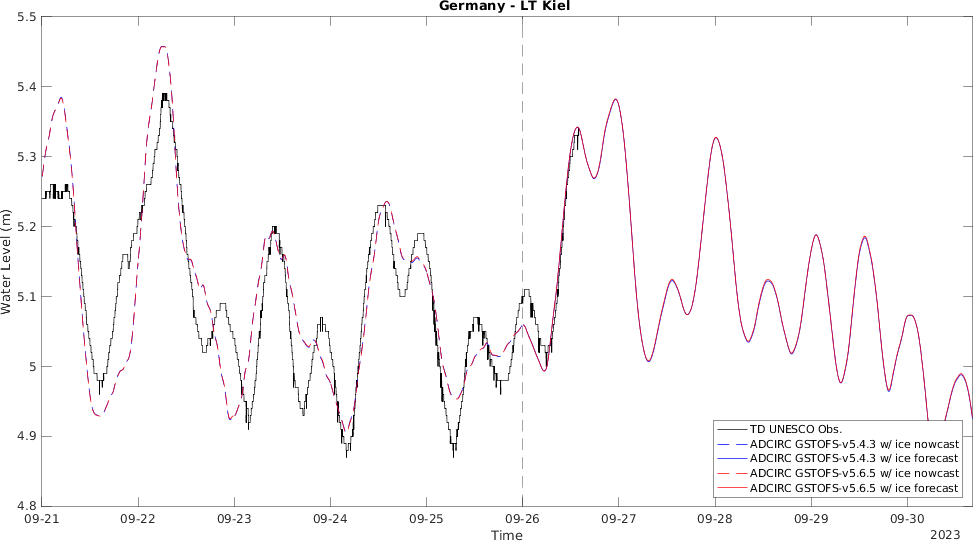 Germany - LT Kiel
5.5
5.4
5.3
5.2
5.1
5
4.9
4.8
Water Level (m)
TD UNESCO Obs.
ADCIRC GSTOFS-v5.4.3 w/ ice nowcast
ADCIRC GSTOFS-v5.4.3 w/ ice forecast
ADCIRC GSTOFS-v5.6.5 w/ ice nowcast
ADCIRC GSTOFS-v5.6.5 w/ ice forecast
09-21 09-22 09-23 09-24 09-25 09-26 09-27 09-28 09-29 09-30
Time
2023